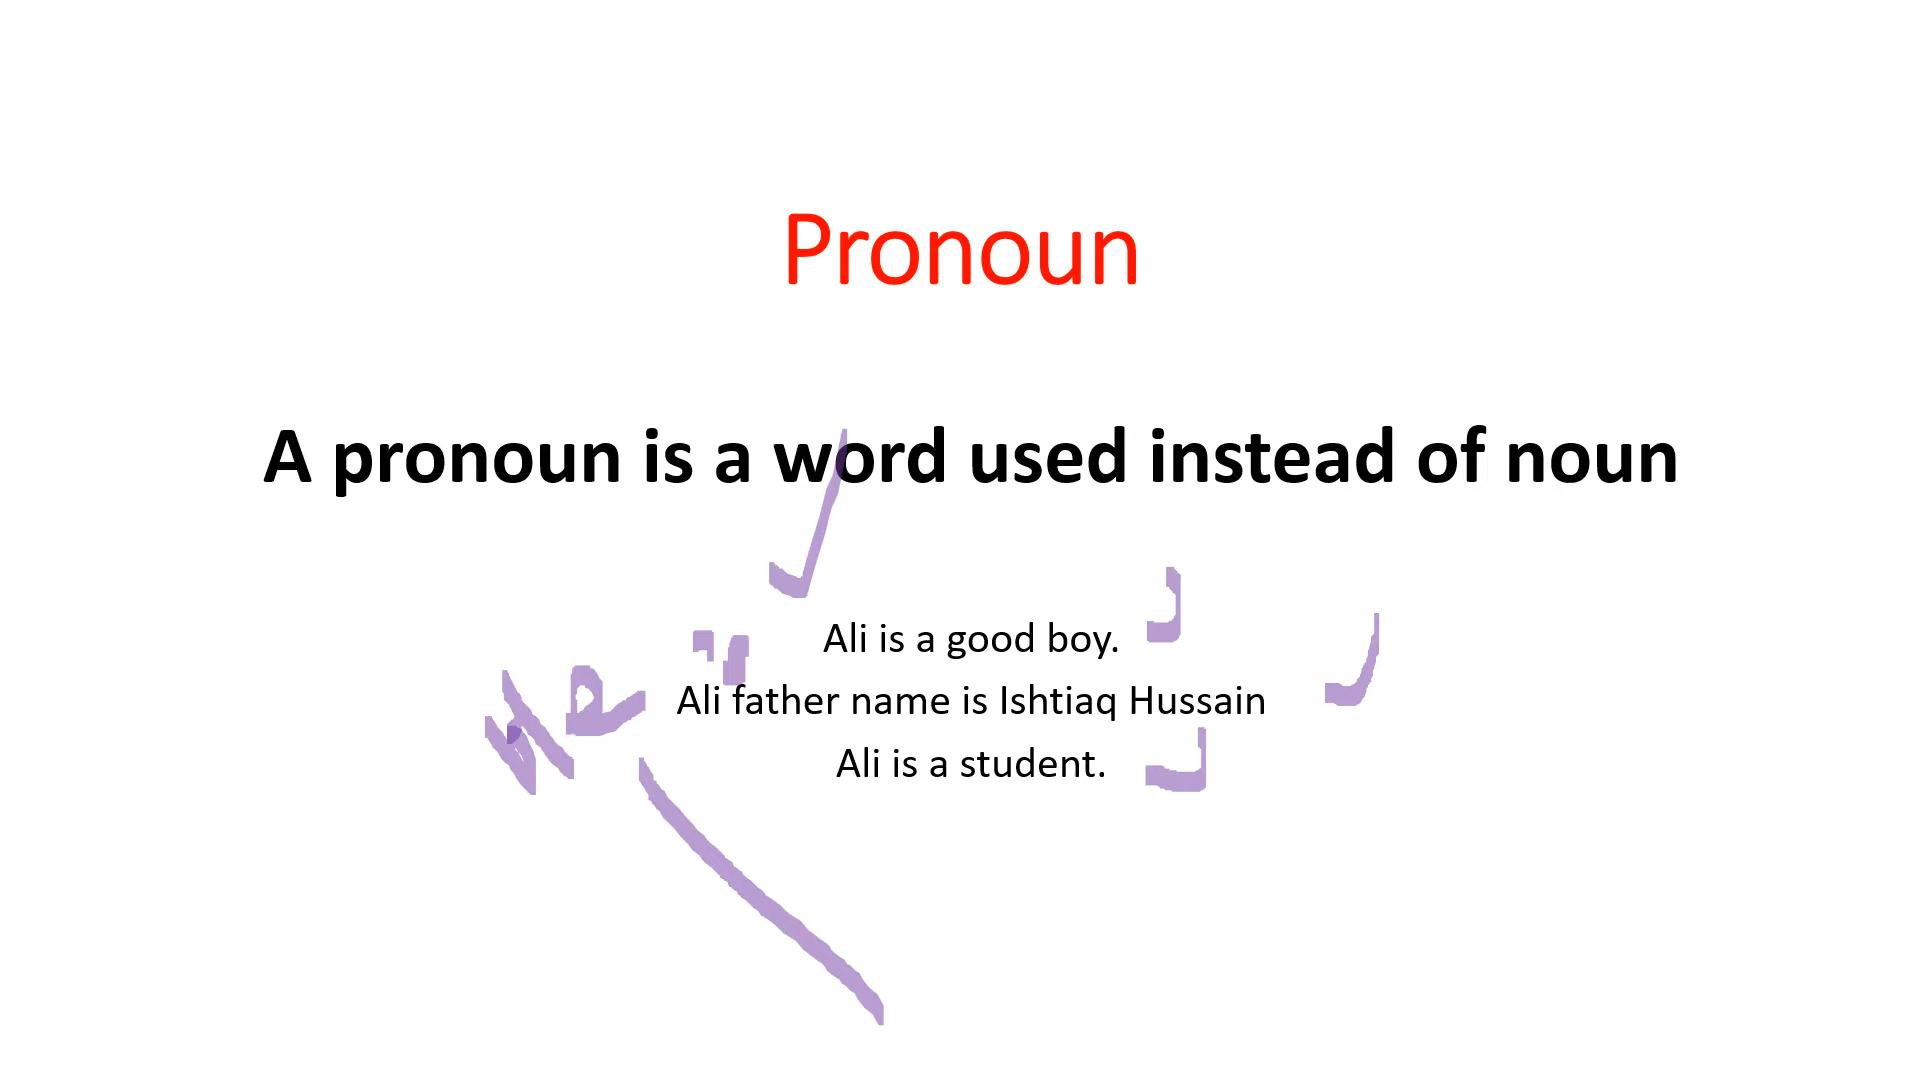 Pronoun
A pronoun is a word used instead of noun
Ali is a good boy.
He
Ali father name is Ishtiaq Hussain
Ali is a student.